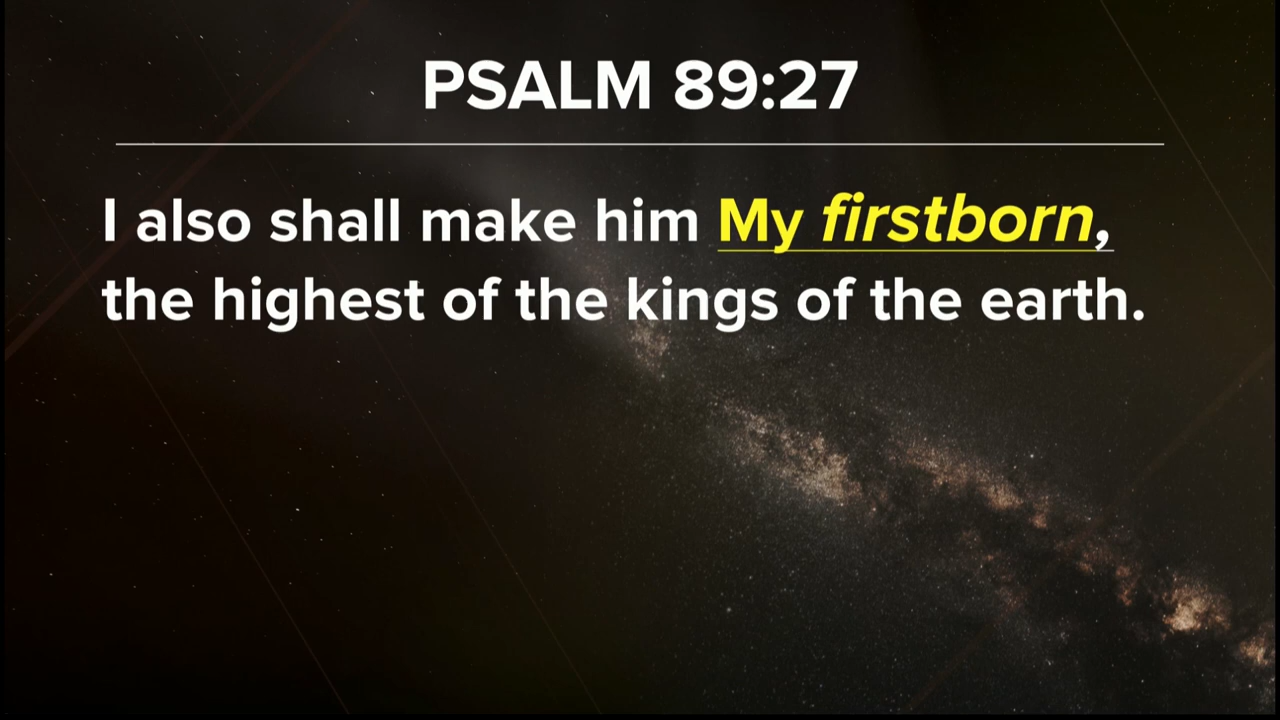 PSALM 89:27
I also shall make him My firstborn,
the highest of the kings of the earth.